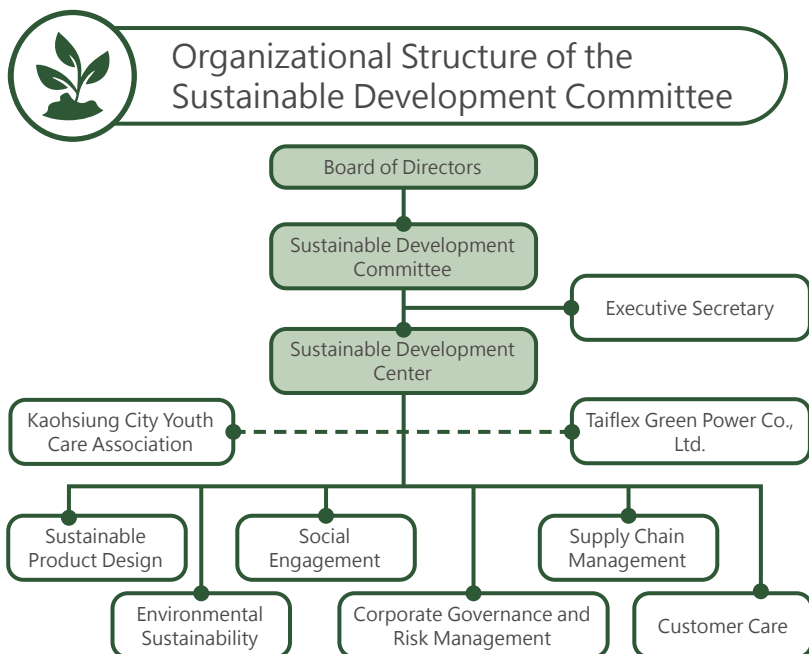 Organizational Structure of the
Sustainable Development Committee
Board of Directors
Sustainable Development
Committee
Executive Secretary
Sustainable Development
Center
Kaohsiung City Youth
Care Association
Taiflex Green Power Co.,
Ltd.
Sustainable
Product Design
Social
Engagement
Supply Chain
Management
Environmental
Sustainability
Corporate Governance and
Risk Management
Customer Care